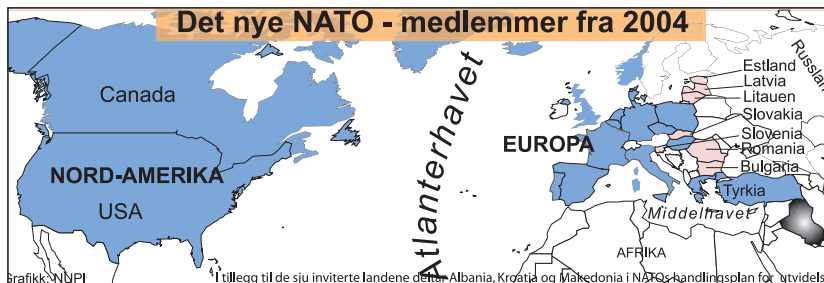 Det nye NATO - medlemmer fra 2004
Russlan
Estland
Latvia
Litauen
Slovakia
Slovenia
Romania
Bulgaria
Canada
Atlanterhavet
EUROPA
NORD-AMERIKA
USA
Tyrkia
Middelhavet
AFRIKA
Grafikk: NUPI
I tillegg til de sju inviterte landene deltar Albania, Kroatia og Makedonia i NATOs handlingsplan for utvidels